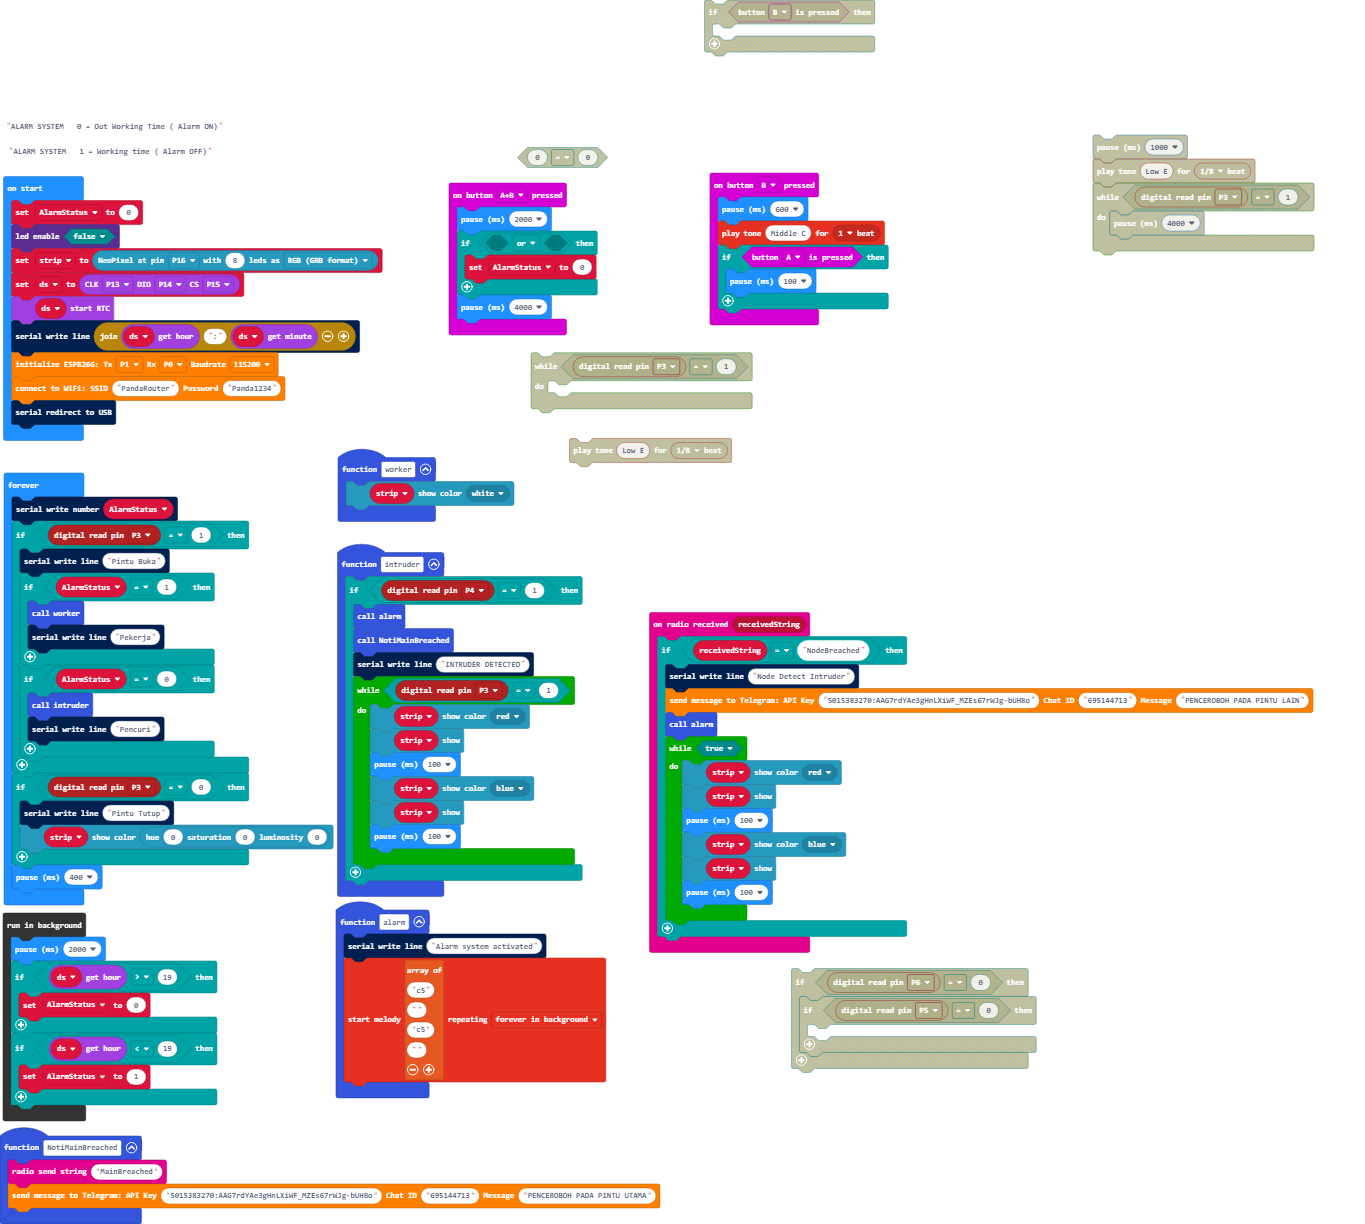 if button B is pressed then
"ALARM SYSTEM 0 = Out Working Time ( Alarm ON)"
"ALARM SYSTEM 1 = Working time ( Alarm OFF)"
on start
set AlarmStatus to 0
led enable false
set strip to NeoPixel at pin P16 with 8 leds as RGB (GRB format)
set ds to CLK P13 DIO P14 CS P15
ds start RTC
serial write line join ds get hour ":" ds get minute
initialize ESP8266: Tx P1 Rx P0 Baudrate 115200
connect to WiFi: SSID "PandaRouter" Password "Panda1234"
serial redirect to USB
0 = 0
on button A+B pressed
pause (ms) 2000
if or then
set AlarmStatus to 0
pause (ms) 4000
on button B pressed
pause (ms) 600
play tone Middle C for 1 beat
if button A is pressed then
pause (ms) 100
pause (ms) 1000
play tone Low E for 1/8 beat
while digital read pin P3 = 1
do pause (ms) 4000
while digital read pin P3 = 1
do
play tone Low E for 1/8 beat
forever
serial write number AlarmStatus
if digital read pin P3 = 1 then
serial write line "Pintu Buka"
if AlarmStatus = 1 then
call worker
serial write line "Pekerja"
if AlarmStatus = 0 then
call intruder
serial write line "Pencuri"
if digital read pin P3 = 0 then
serial write line "Pintu Tutup"
strip show color hue 0 saturation 0 luminosity 0
pause (ms) 400
function worker
strip show color white
function intruder
if digital read pin P4 = 1 then
call alarm
call NotiMainBreached
serial write line "INTRUDER DETECTED"
while digital read pin P3 = 1
do strip show color red
strip show
pause (ms) 100
strip show color blue
strip show
pause (ms) 100
on radio received receivedString
if receivedString = "NodeBreached" then
serial write line "Node Detect Intruder"
send message to Telegram: API Key "5015383270:AAG7rdYAe3gHnLXiWF_MZEs67rWJg-bUH8o" Chat ID "695144713" Message "PENCEROBOH PADA PINTU LAIN"
call alarm
while true
do strip show color red
strip show
pause (ms) 100
strip show color blue
strip show
pause (ms) 100
run in background
pause (ms) 2000
if ds get hour > 19 then
set AlarmStatus to 0
if ds get hour < 19 then
set AlarmStatus to 1
function alarm
serial write line "Alarm system activated"
start melody array of "c5" " " "c5" " " repeating forever in background
if digital read pin P6 = 0 then
if digital read pin P5 = 0 then
function NotiMainBreached
radio send string "MainBreached"
send message to Telegram: API Key "5015383270:AAG7rdYAe3gHnLXiWF_MZEs67rWJg-bUH8o" Chat ID "695144713" Message "PENCEROBOH PADA PINTU UTAMA"